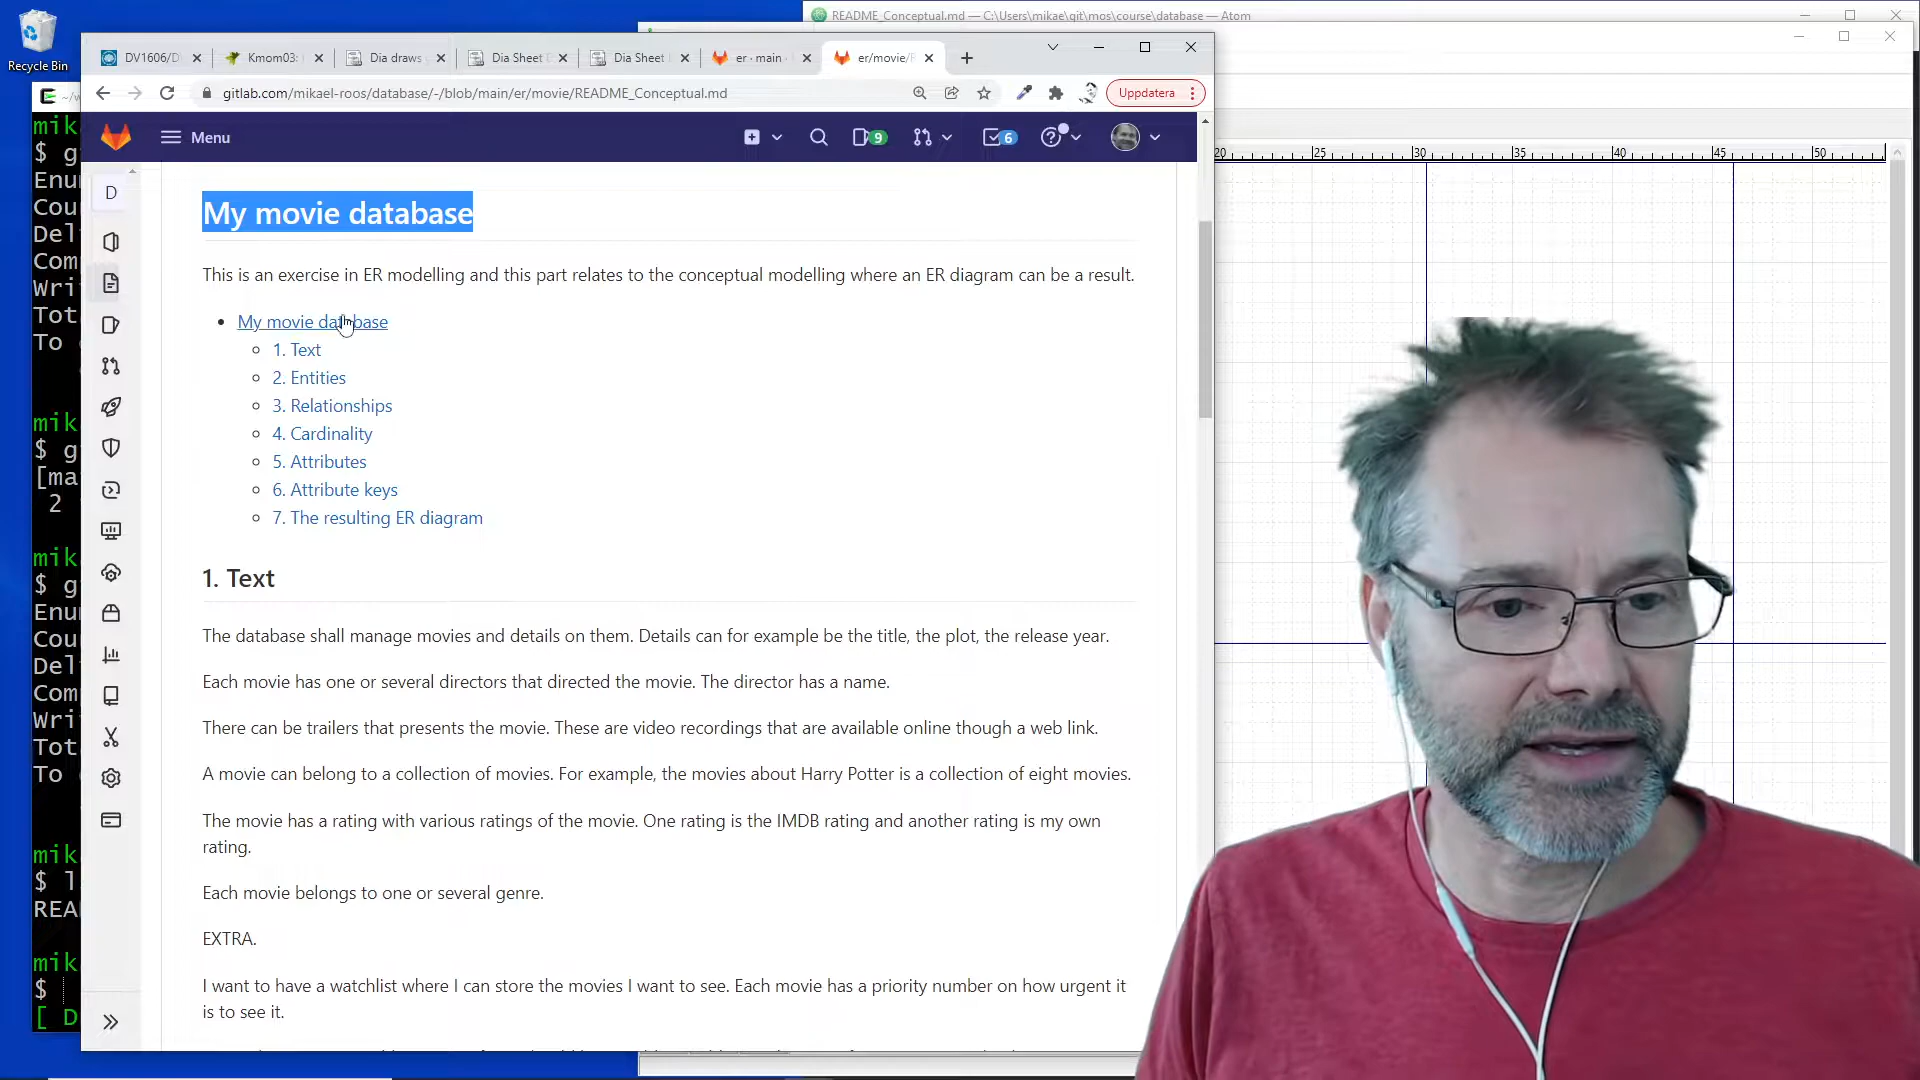 README_Conceptual.md — C:\Users\mikae\git\mos\course\database — Atom
Recycle Bin
DV1606/D
Kmom03:
Dia draws
Dia Sheet
Dia Sheet
er · main
er/movie/
gitlab.com/mikael-roos/database/-/blob/main/er/movie/README_Conceptual.md
Uppdatera
Menu
9
6
20 25 30 35 40 45 50
D
My movie database
This is an exercise in ER modelling and this part relates to the conceptual modelling where an ER diagram can be a result.
My movie database
1. Text
2. Entities
3. Relationships
4. Cardinality
5. Attributes
6. Attribute keys
7. The resulting ER diagram
1. Text
The database shall manage movies and details on them. Details can for example be the title, the plot, the release year.
Each movie has one or several directors that directed the movie. The director has a name.
There can be trailers that presents the movie. These are video recordings that are available online though a web link.
A movie can belong to a collection of movies. For example, the movies about Harry Potter is a collection of eight movies.
The movie has a rating with various ratings of the movie. One rating is the IMDB rating and another rating is my own
rating.
Each movie belongs to one or several genre.
EXTRA.
I want to have a watchlist where I can store the movies I want to see. Each movie has a priority number on how urgent it
is to see it.